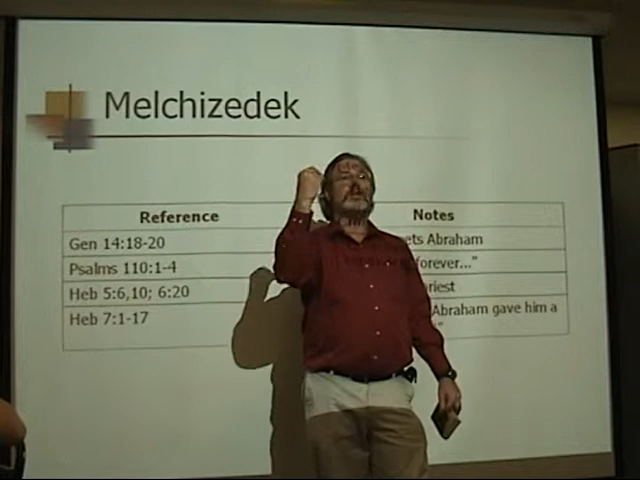 Melchizedek
Reference Notes
Gen 14:18-20 ets Abraham
Psalms 110:1-4 forever..."
Heb 5:6,10; 6:20 riest
Heb 7:1-17 Abraham gave him a
"